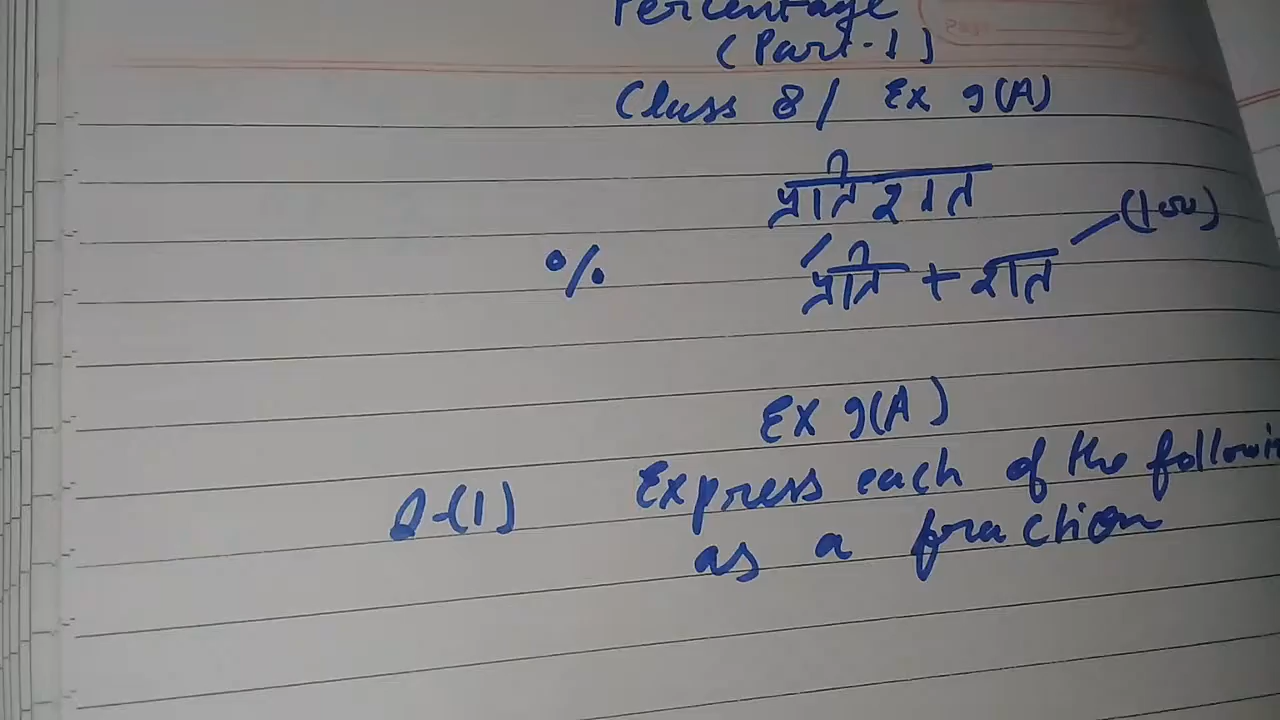 Percentage
(Part-1)
Class 8 / Ex 9(A)
प्रतिशत
% प्रति + शत (100)
Ex 9(A)
Q-(1) Express each of the followin
as a fraction